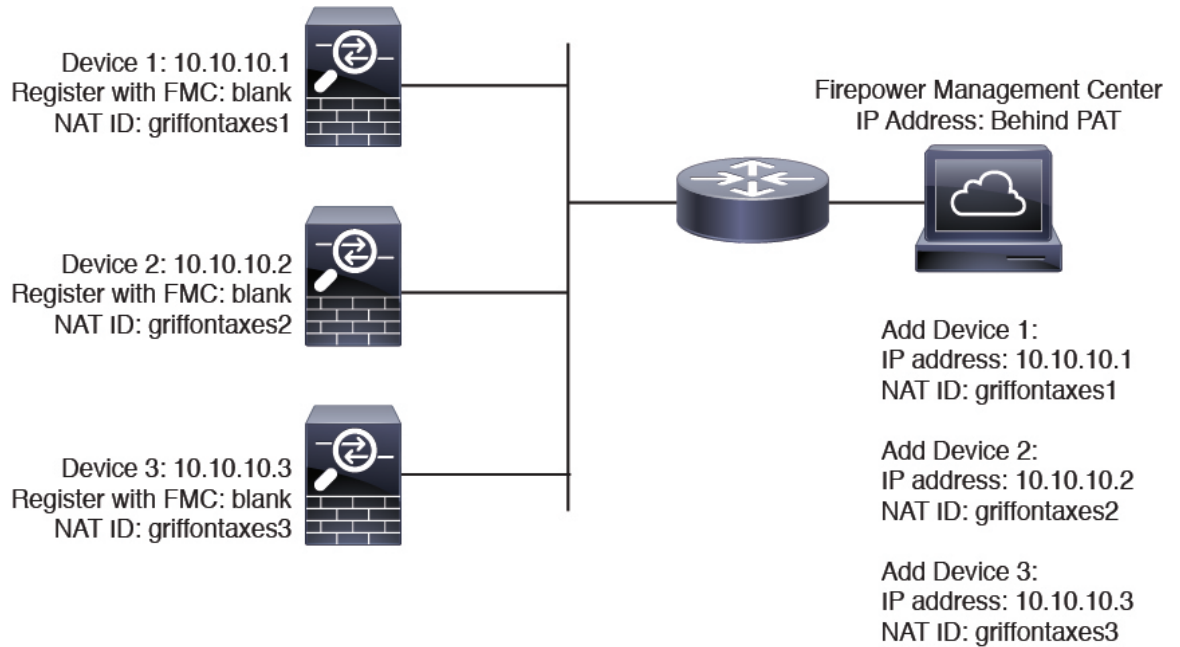 Device 1: 10.10.10.1
Register with FMC: blank
NAT ID: griffontaxes1
Device 2: 10.10.10.2
Register with FMC: blank
NAT ID: griffontaxes2
Device 3: 10.10.10.3
Register with FMC: blank
NAT ID: griffontaxes3
Firepower Management Center
IP Address: Behind PAT
Add Device 1:
IP address: 10.10.10.1
NAT ID: griffontaxes1
Add Device 2:
IP address: 10.10.10.2
NAT ID: griffontaxes2
Add Device 3:
IP address: 10.10.10.3
NAT ID: griffontaxes3